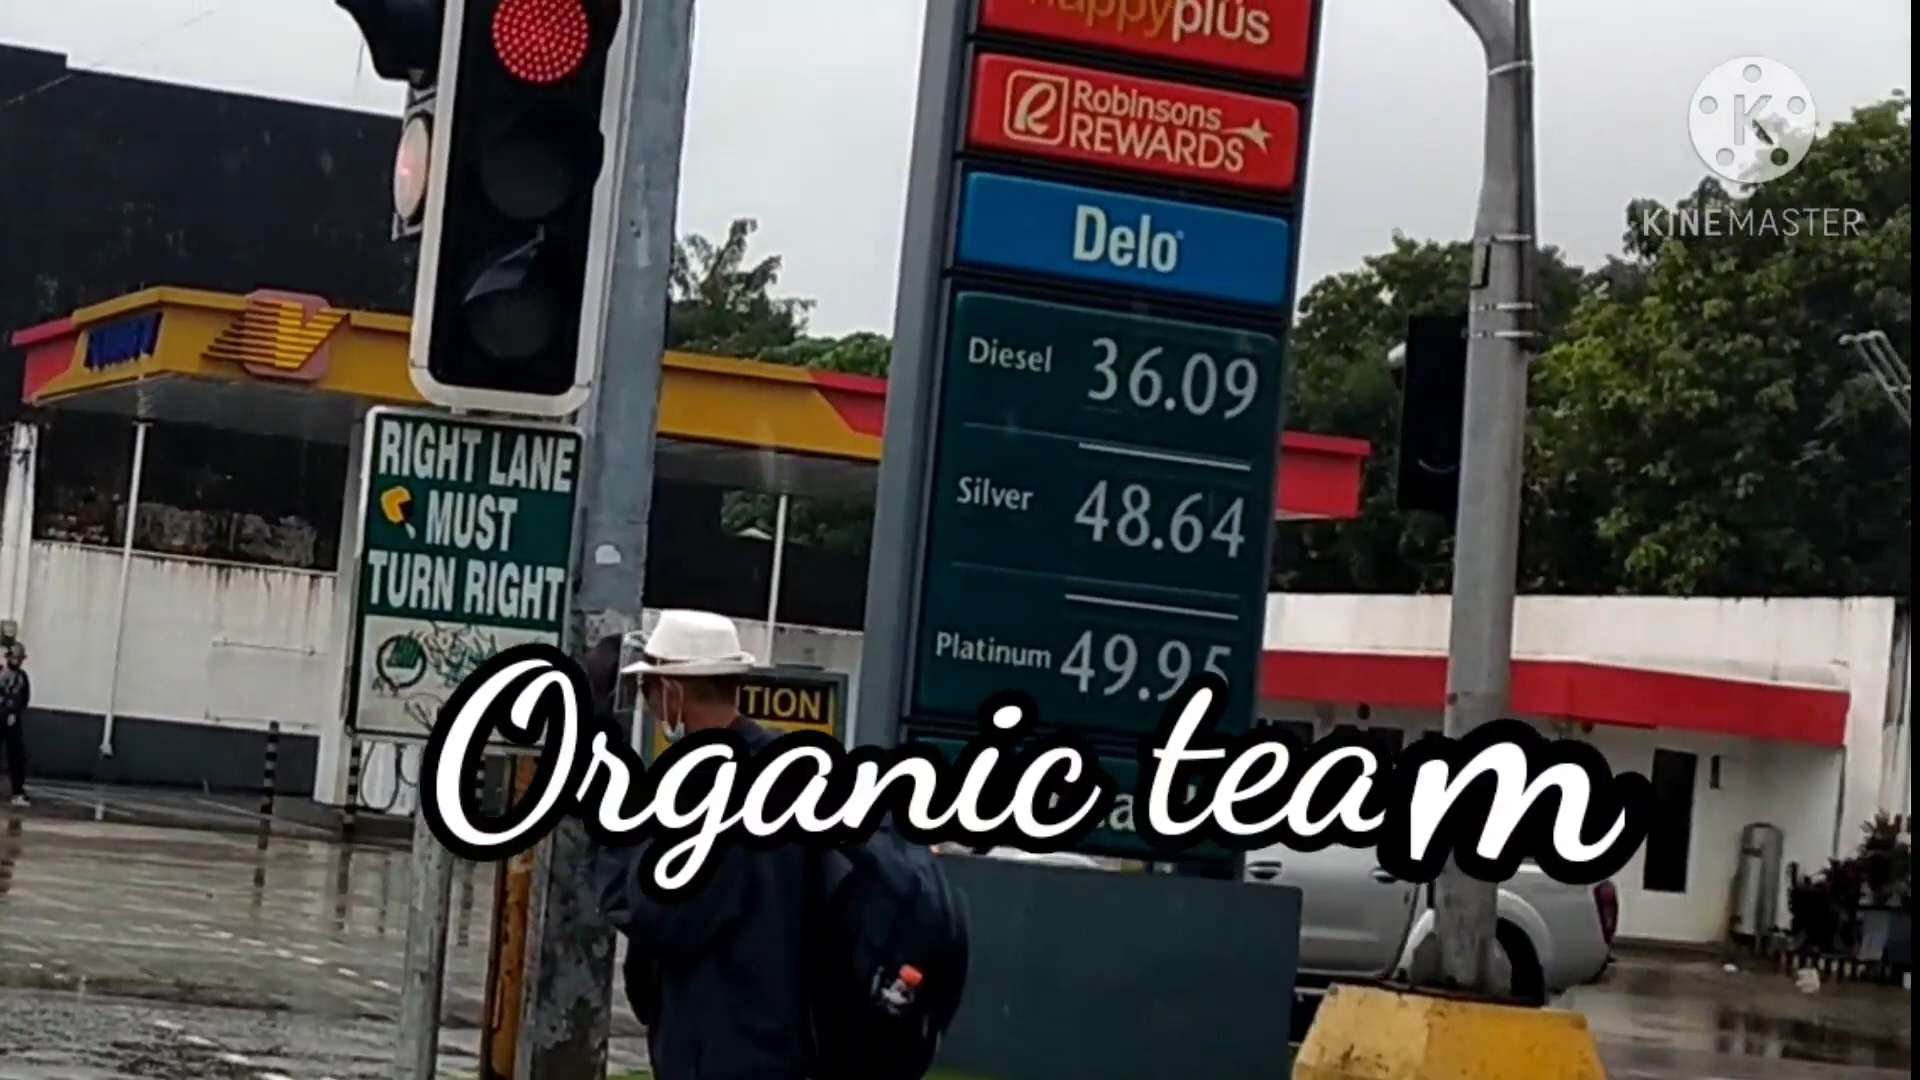 happyplus
Robinsons
REWARDS
Delo
Diesel 36.09
Silver 48.64
Platinum 49.95
RIGHT LANE
MUST
TURN RIGHT
TION
Organic team
K
KINEMASTER